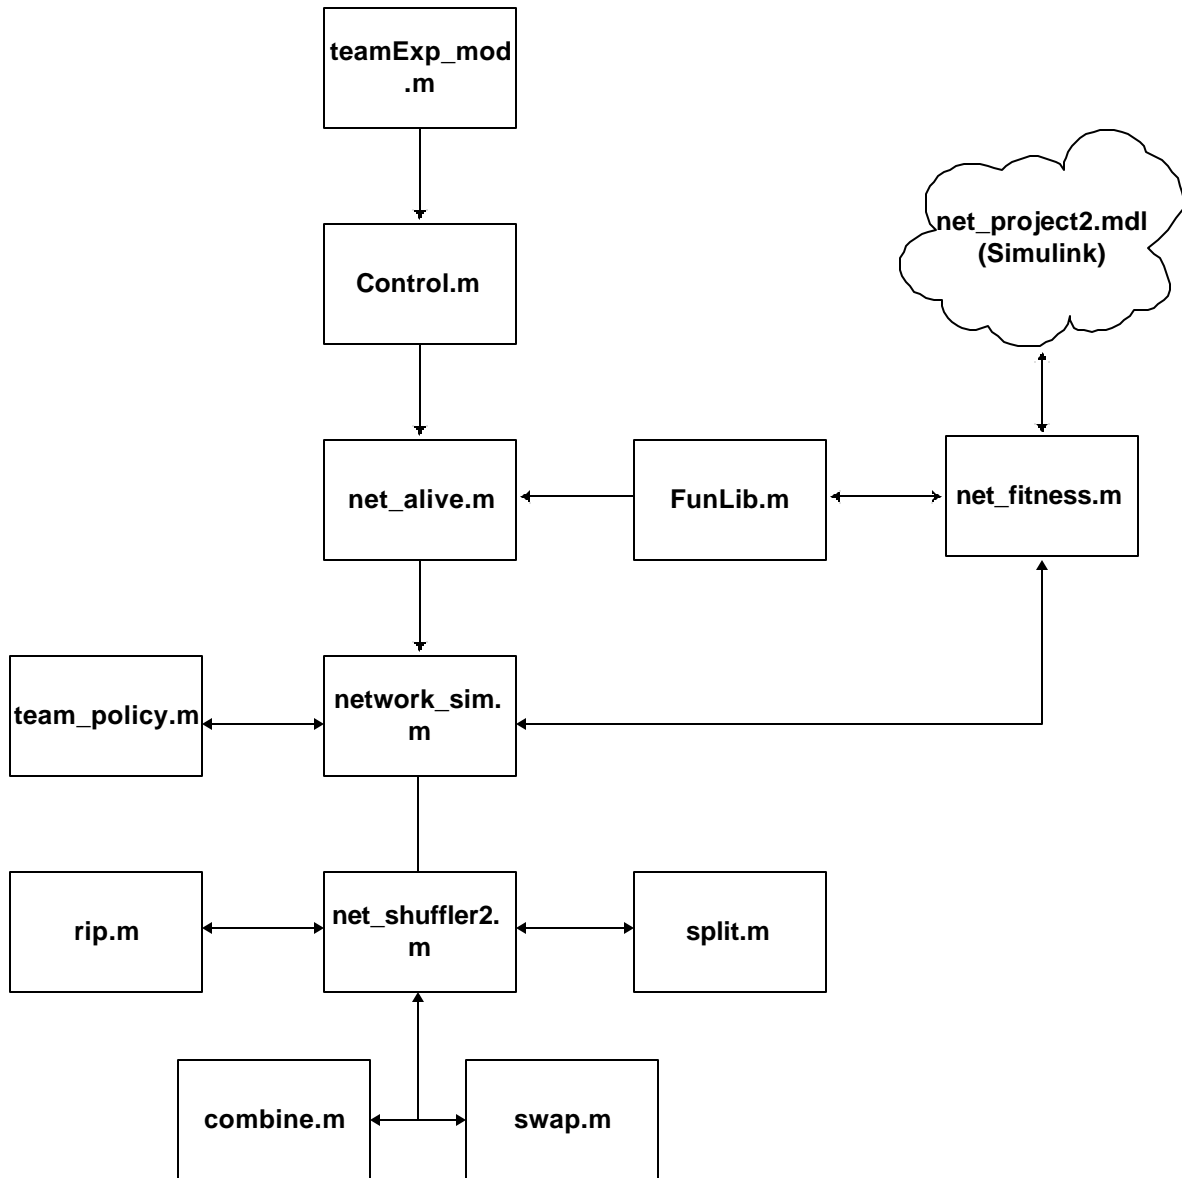 teamExp_mod
.m
net_project2.mdl
(Simulink)
Control.m
net_alive.m
FunLib.m
net_fitness.m
team_policy.m
network_sim.
m
rip.m
net_shuffler2.
m
split.m
combine.m
swap.m